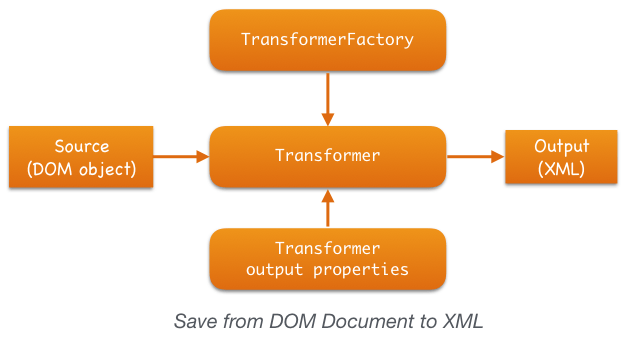 TransformerFactory
Source
(DOM object)
Transformer
Output
(XML)
Transformer
output properties
Save from DOM Document to XML